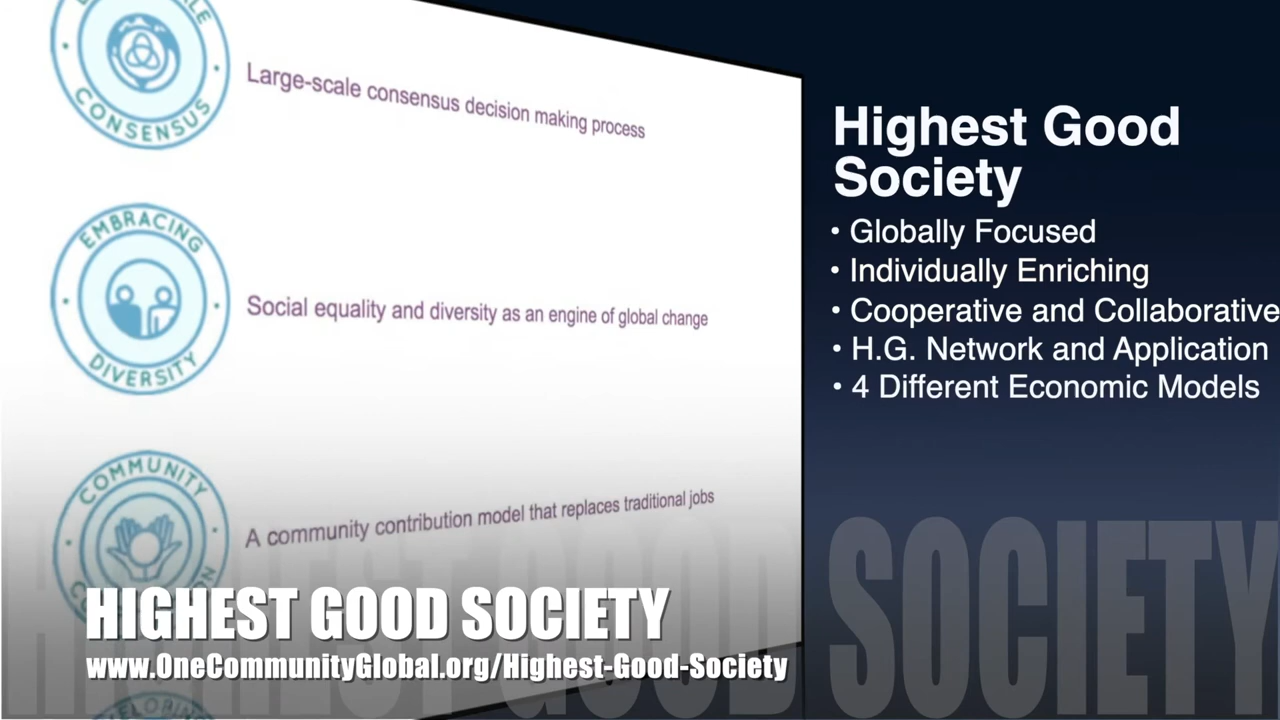 CONSENSUS
Large-scale consensus decision making process
EMBRACING
DIVERSITY
Social equality and diversity as an engine of global change
COMMUNITY
A community contribution model that replaces traditional jobs
Highest Good
Society
• Globally Focused
• Individually Enriching
• Cooperative and Collaborative
• H.G. Network and Application
• 4 Different Economic Models
HIGHEST GOOD SOCIETY
HIGHEST GOOD SOCIETY
www.OneCommunityGlobal.org/Highest-Good-Society